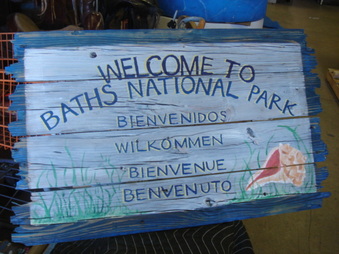 WELCOME TO
BATHS NATIONAL PARK
BIENVENIDOS
WILKOMMEN
BIENVENUE
BENVENUTO